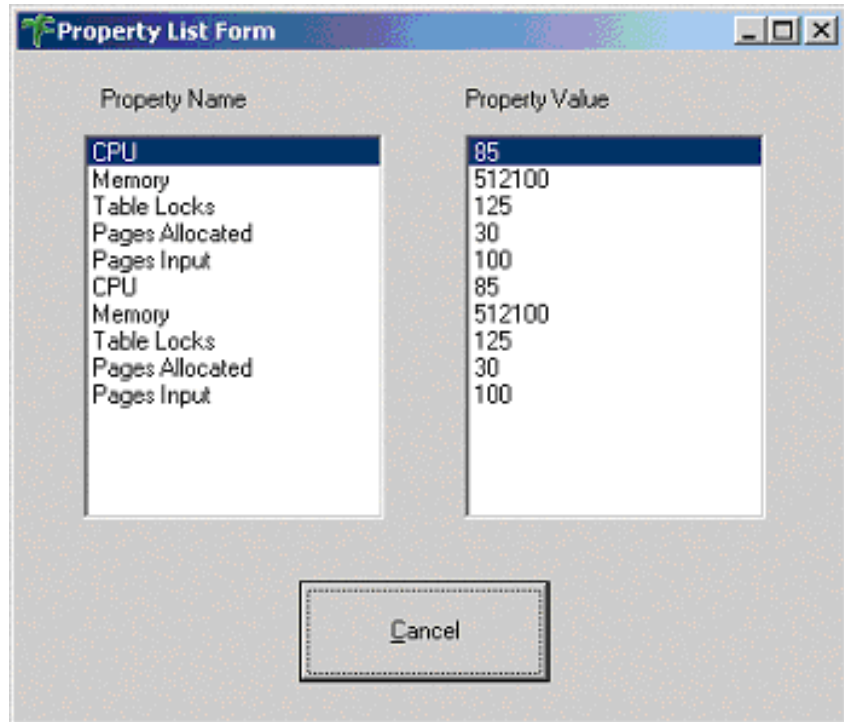 Property List Form
Property Name Property Value
CPU 85
Memory 512100
Table Locks 125
Pages Allocated 30
Pages Input 100
CPU 85
Memory 512100
Table Locks 125
Pages Allocated 30
Pages Input 100
Cancel